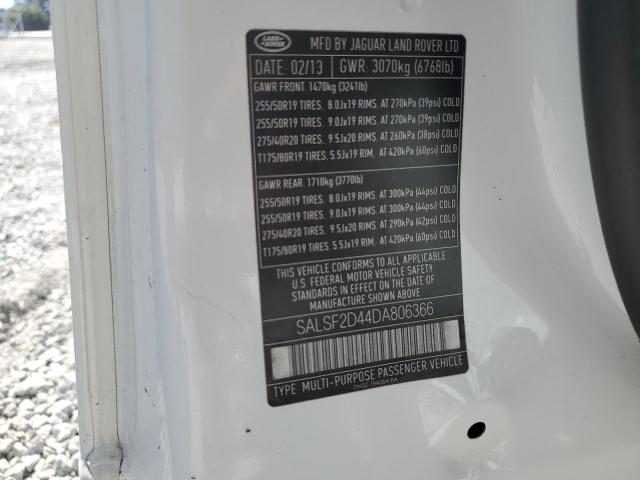 LAND ROVER
MFD BY JAGUAR LAND ROVER LTD
DATE: 02/13 GWR: 3070kg (6768lb)
GAWR FRONT: 1470kg (3241lb)
255/50R19 TIRES. 8.0Jx19 RIMS. AT 270kPa (39psi) COLD
255/50R19 TIRES. 9.0Jx19 RIMS. AT 270kPa (39psi) COLD
275/40R20 TIRES. 9.5Jx20 RIMS. AT 260kPa (38psi) COLD
T175/80R19 TIRES. 5.5Jx19 RIM. AT 420kPa (60psi) COLD
GAWR REAR: 1710kg (3770lb)
255/50R19 TIRES. 8.0Jx19 RIMS. AT 300kPa (44psi) COLD
255/50R19 TIRES. 9.0Jx19 RIMS. AT 300kPa (44psi) COLD
275/40R20 TIRES. 9.5Jx20 RIMS. AT 290kPa (42psi) COLD
T175/80R19 TIRES. 5.5Jx19 RIM. AT 420kPa (60psi) COLD
THIS VEHICLE CONFORMS TO ALL APPLICABLE
U.S. FEDERAL MOTOR VEHICLE SAFETY
STANDARDS IN EFFECT ON THE DATE OF
MANUFACTURE FROM ABOVE
SALSF2D44DA806366
TYPE: MULTI-PURPOSE PASSENGER VEHICLE